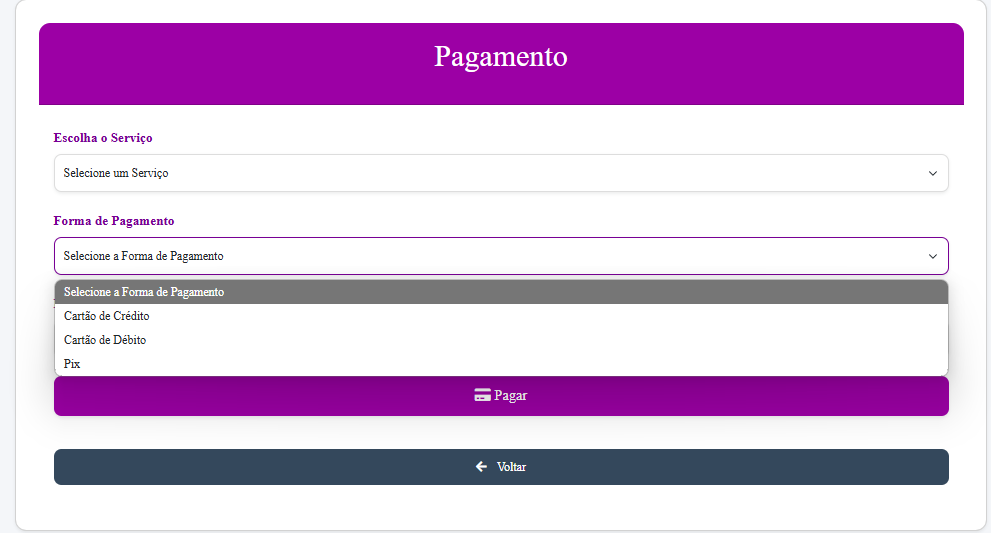 Pagamento
Escolha o Serviço
Selecione um Serviço
Forma de Pagamento
Selecione a Forma de Pagamento
Selecione a Forma de Pagamento
Cartão de Crédito
Cartão de Débito
Pix
Pagar
Voltar